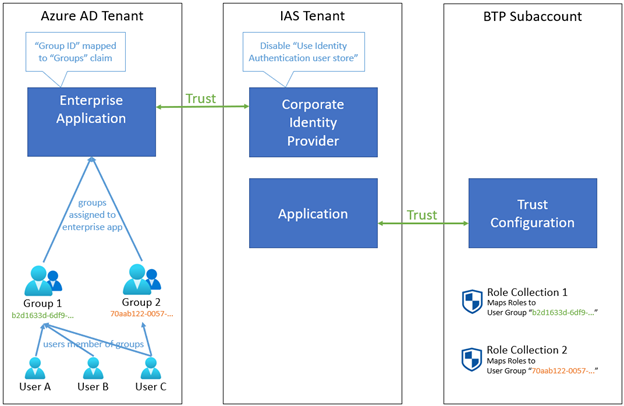 Azure AD Tenant
"Group ID" mapped
to "Groups" claim
Enterprise
Application
groups
assigned to
enterprise app
Group 1
b2d1633d-6df9-...
Group 2
70aab122-0057-...
users member of groups
User A
User B
User C
Trust
IAS Tenant
Disable "Use Identity
Authentication user store"
Corporate
Identity
Provider
Application
Trust
BTP Subaccount
Trust
Configuration
Role Collection 1
Maps Roles to
User Group "b2d1633d-6df9-..."
Role Collection 2
Maps Roles to
User Group "70aab122-0057-..."